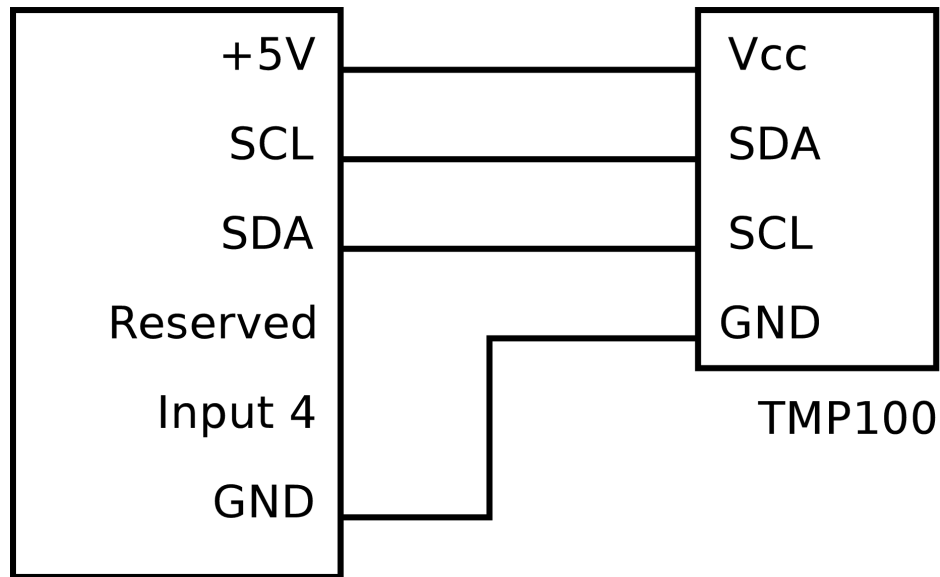 +5V
SCL
SDA
Reserved
Input 4
GND
Vcc
SDA
SCL
GND
TMP100